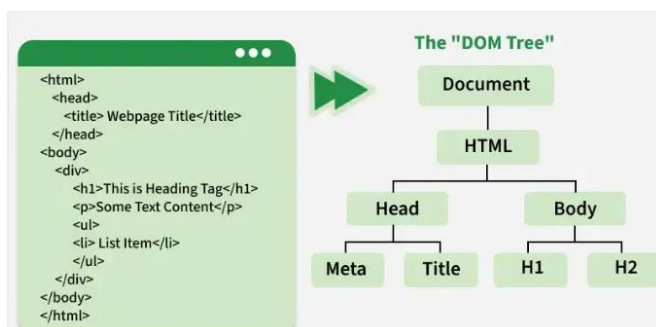 <html>
<head>
<title> Webpage Title</title>
</head>
<body>
<div>
<h1>This is Heading Tag</h1>
<p>Some Text Content</p>
<ul>
<li> List Item</li>
</ul>
</div>
</body>
</html>
The "DOM Tree"
Document
HTML
Head Body
Meta Title H1 H2